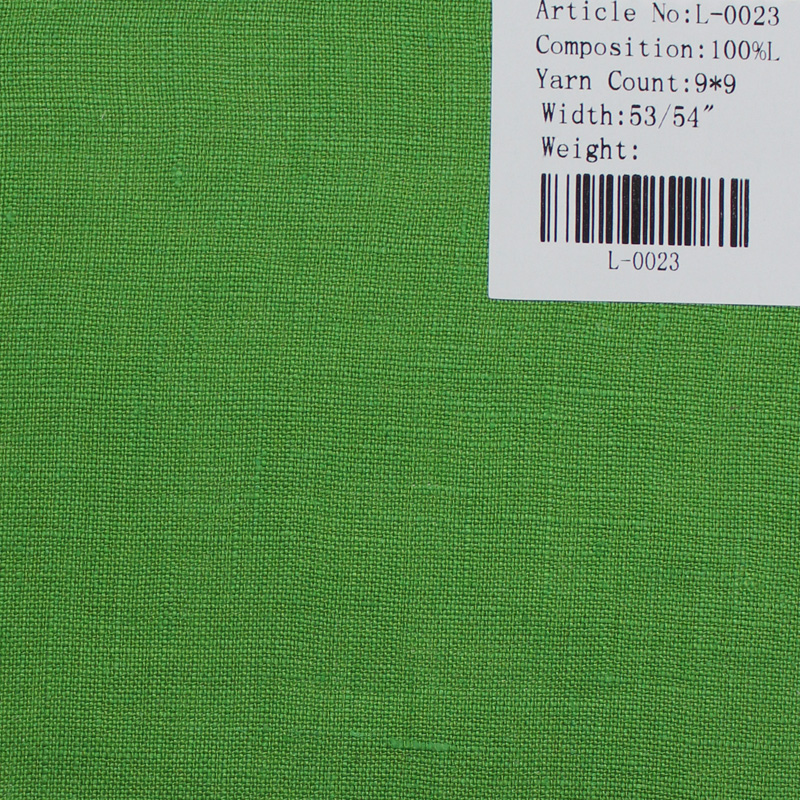 Article No:L-0023
Composition:100%L
Yarn Count:9*9
Width:53/54"
Weight:
L-0023